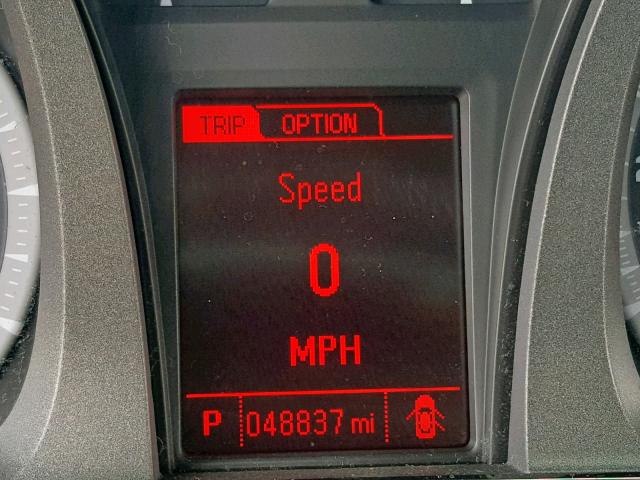 TRIP OPTION
Speed
0
MPH
P 048837 mi